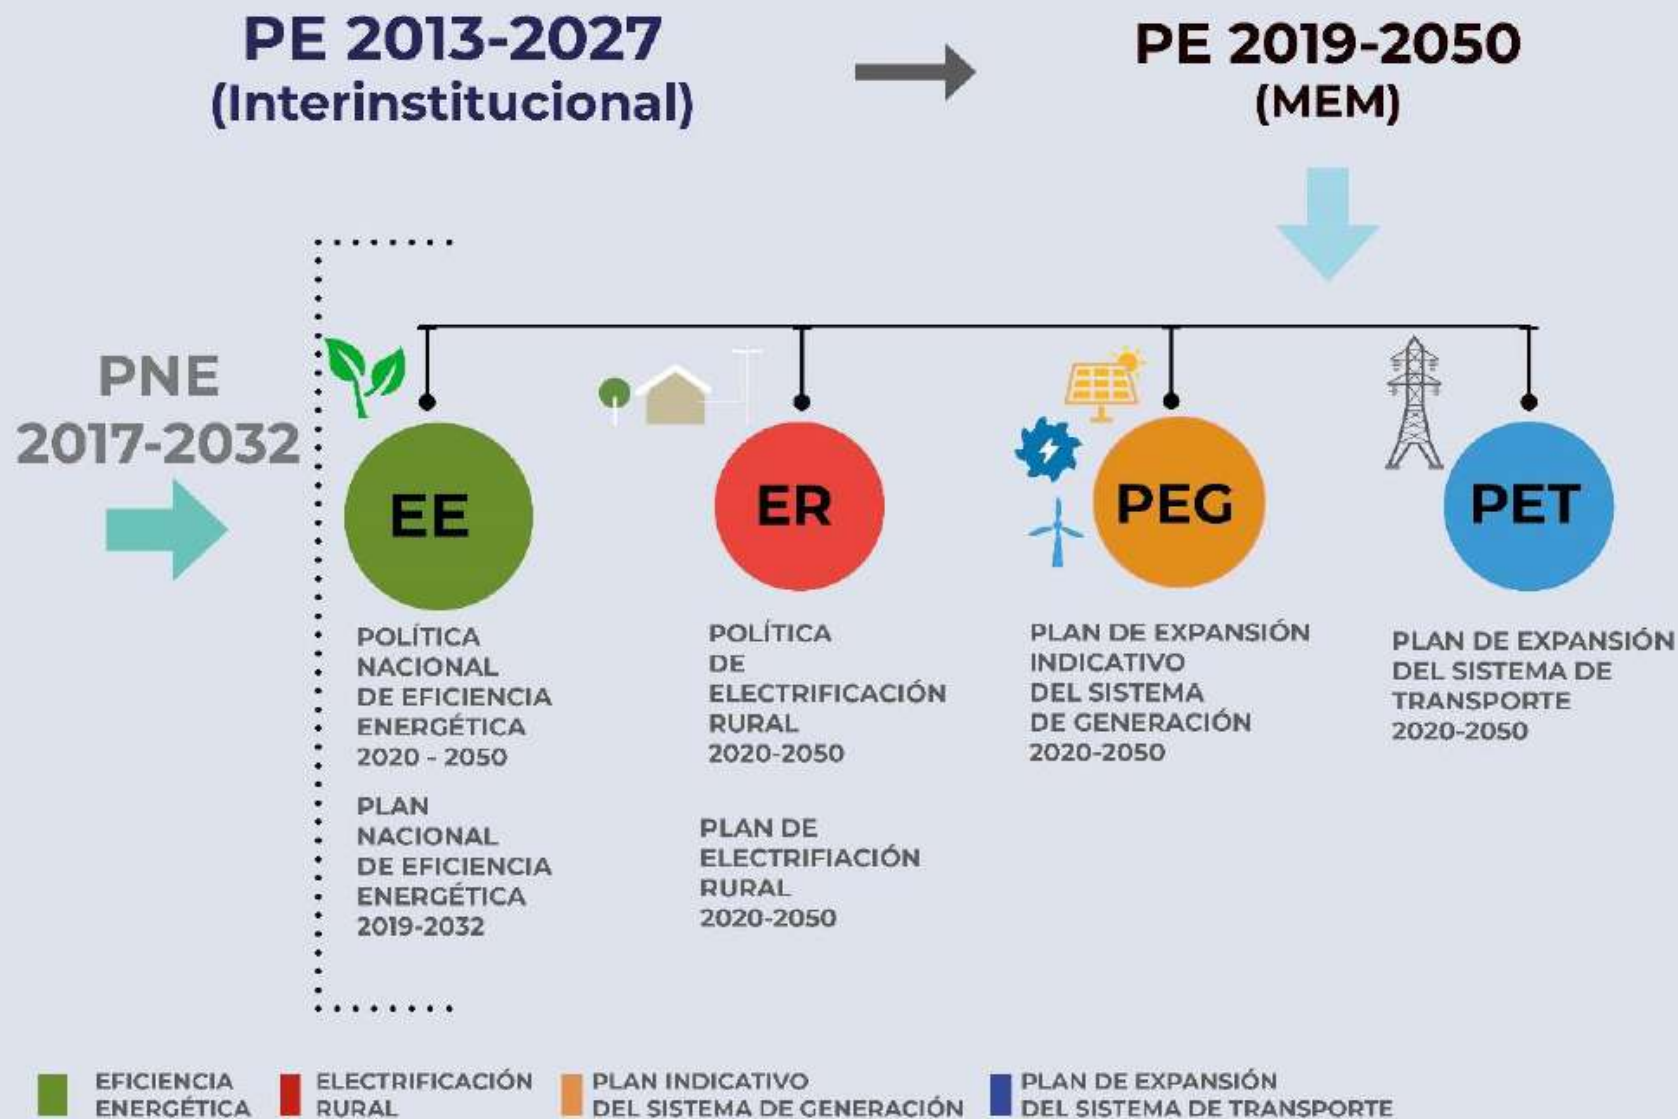 PE 2013-2027
(Interinstitucional)
PE 2019-2050
(MEM)
PNE
2017-2032
EE
POLÍTICA
NACIONAL
DE EFICIENCIA
ENERGÉTICA
2020 - 2050
PLAN
NACIONAL
DE EFICIENCIA
ENERGÉTICA
2019-2032
ER
POLÍTICA
DE
ELECTRIFICACIÓN
RURAL
2020-2050
PLAN DE
ELECTRIFIACIÓN
RURAL
2020-2050
PEG
PLAN DE EXPANSIÓN
INDICATIVO
DEL SISTEMA
DE GENERACIÓN
2020-2050
PET
PLAN DE EXPANSIÓN
DEL SISTEMA DE
TRANSPORTE
2020-2050
EFICIENCIA
ENERGÉTICA
ELECTRIFICACIÓN
RURAL
PLAN INDICATIVO
DEL SISTEMA DE GENERACIÓN
PLAN DE EXPANSIÓN
DEL SISTEMA DE TRANSPORTE